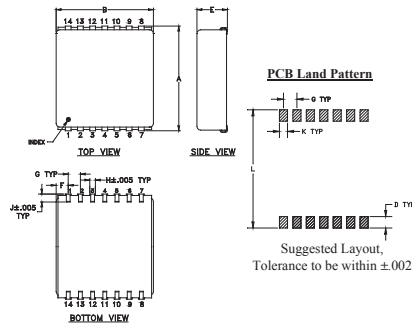 B
E
14 13 12 11 10 9 8
A
INDEX
1 2 3 4 5 6 7
TOP VIEW
SIDE VIEW
PCB Land Pattern
G TYP
K TYP
L
D TY
Suggested Layout,
Tolerance to be within ±.002
G TYP
F
H±.005 TYP
1 2 3 4 5 6 7
J±.005
TYP
14 13 12 11 10 9 8
BOTTOM VIEW